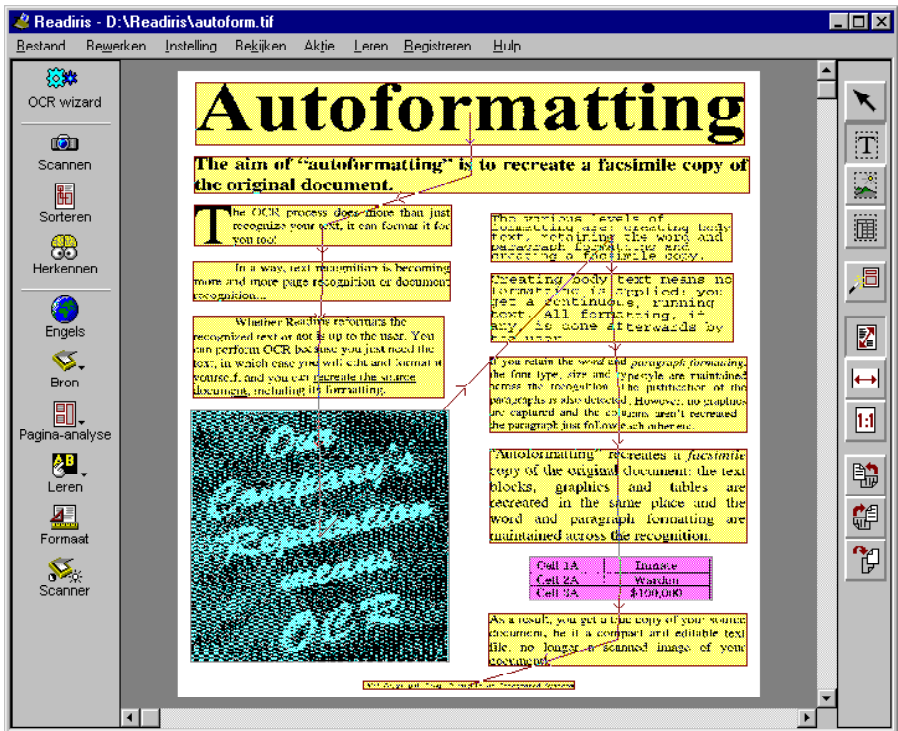 Readiris - D:\Readiris\autoform.tif
Bestand Bewerken Instelling Rekijken Aktie Leren Registreren Hulp
OCR wizard
Scannen
Sorteren
Herkennen
Engels
Bron
Pagina-analyse
Leren
Formaat
Scanner
Autoformatting
The aim of “autoformatting” is to recreate a facsimile copy of
the original document.
The OCR process does more than just
recognize your text, it can format it for
you too!
In a way, text recognition is becoming
more and more page recognition or document
recognition...
Whether Readiris reformats the
recognized text or not is up to the user. You
can perform OCR because you just need the
text, in which case you will edit and format it
yourself, and you can recreate the source
document, including its formatting.
Our
Company's
Reputation
means
OCR
The various levels of
formatting are: creating body
text, retaining the word and
paragraph formatting and
creating a facsimile copy.
Creating body text means no
formatting is applied: you
get a continuous, running
text. All formatting, if
any, is done afterwards by
user
If you retain the word and paragraph formatting,
the font type, size and typestyle are maintained
across the recognition. The justification of the
paragraphs is also detected. However, no graphics
are captured and the columns aren't recreated -
the paragraph just follow each other etc.
"Autoformatting" recreates a facsimile
copy of the original document: the text
blocks, graphics and tables are
recreated in the same place and the
word and paragraph formatting are
maintained across the recognition.
Cell 1A Inmate
Cell 2A Warden
Cell 3A $100,000
As a result, you get a true copy of your source
document, be it a compact and editable text
file, no longer a scanned image of your
document.
1:1